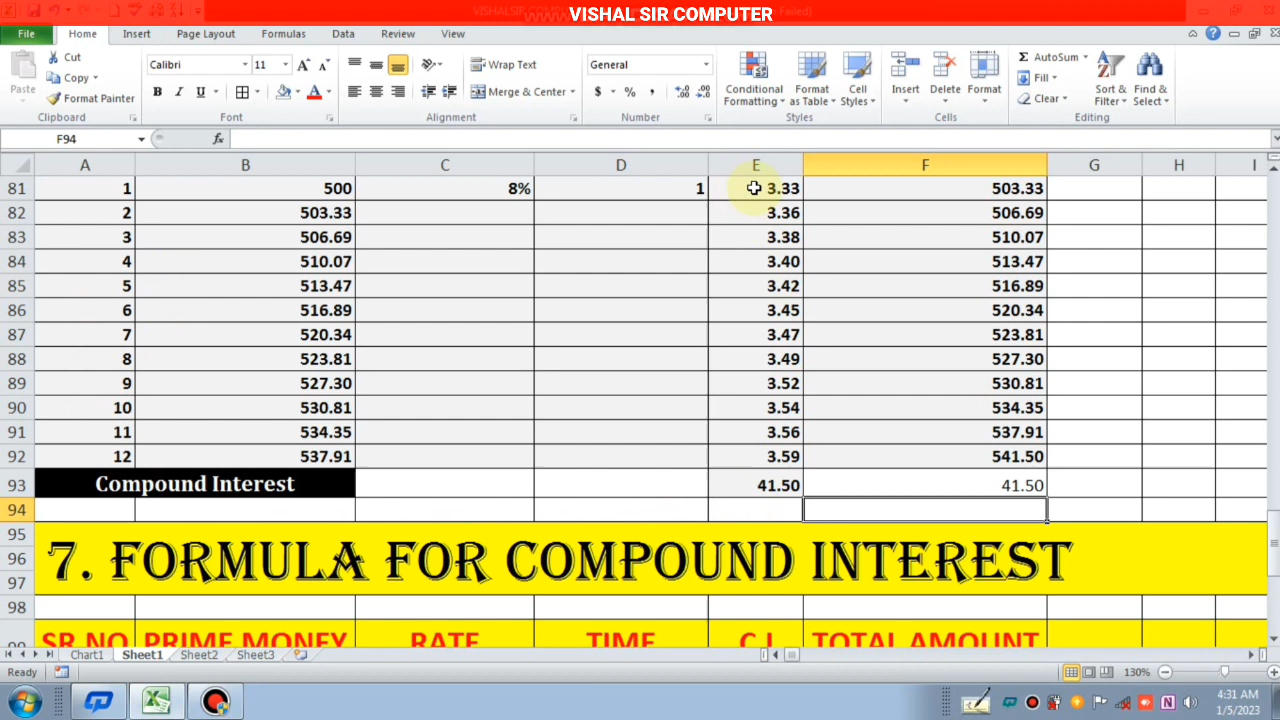 VISHAL SIR COMPUTER
File Home Insert Page Layout Formulas Data Review View
Paste
Cut
Copy
Format Painter
Clipboard
Calibri 11
B I U
Font
Wrap Text
Merge & Center
Alignment
General
$ % ,
Number
Conditional Formatting
Format as Table
Cell Styles
Styles
Insert Delete Format
Cells
AutoSum
Fill
Clear
Sort & Filter
Find & Select
Editing
F94 fx
A B C D E F G H I
81 1 500 8% 1 3.33 503.33
82 2 503.33 3.36 506.69
83 3 506.69 3.38 510.07
84 4 510.07 3.40 513.47
85 5 513.47 3.42 516.89
86 6 516.89 3.45 520.34
87 7 520.34 3.47 523.81
88 8 523.81 3.49 527.30
89 9 527.30 3.52 530.81
90 10 530.81 3.54 534.35
91 11 534.35 3.56 537.91
92 12 537.91 3.59 541.50
93 Compound Interest 41.50 41.50
94
95
96 7. FORMULA FOR COMPOUND INTEREST
97
98
SR NO PRIME MONEY RATE TIME C.I. TOTAL AMOUNT
Chart1 Sheet1 Sheet2 Sheet3
Ready 130%
4:31 AM
1/5/2023